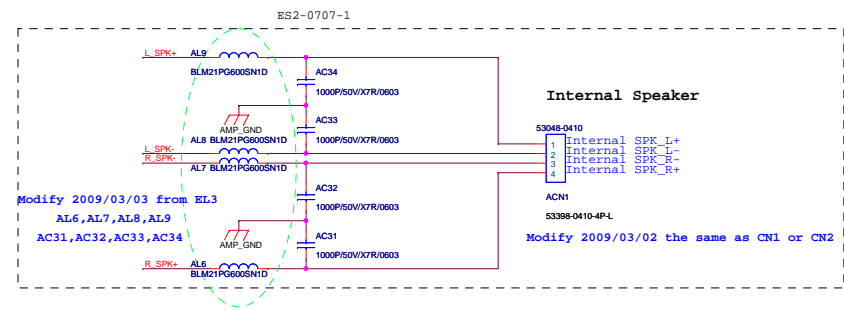 ES2-0707-1
L_SPK+ AL9
BLM21PG600SN1D
AC34
1000P/50V/X7R/0603
Internal Speaker
AMP_GND
AC33
1000P/50V/X7R/0603
53048-0410
AL8 BLM21PG600SN1D
L_SPK-
R_SPK-
AL7 BLM21PG600SN1D
1 Internal SPK_L+
2 Internal SPK_L-
3 Internal SPK_R-
4 Internal SPK_R+
AC32
1000P/50V/X7R/0603
ACN1
53398-0410-4P-L
Modify 2009/03/03 from EL3
AL6,AL7,AL8,AL9
AC31,AC32,AC33,AC34
AMP_GND
AC31
1000P/50V/X7R/0603
Modify 2009/03/02 the same as CN1 or CN2
R_SPK+ AL6
BLM21PG600SN1D